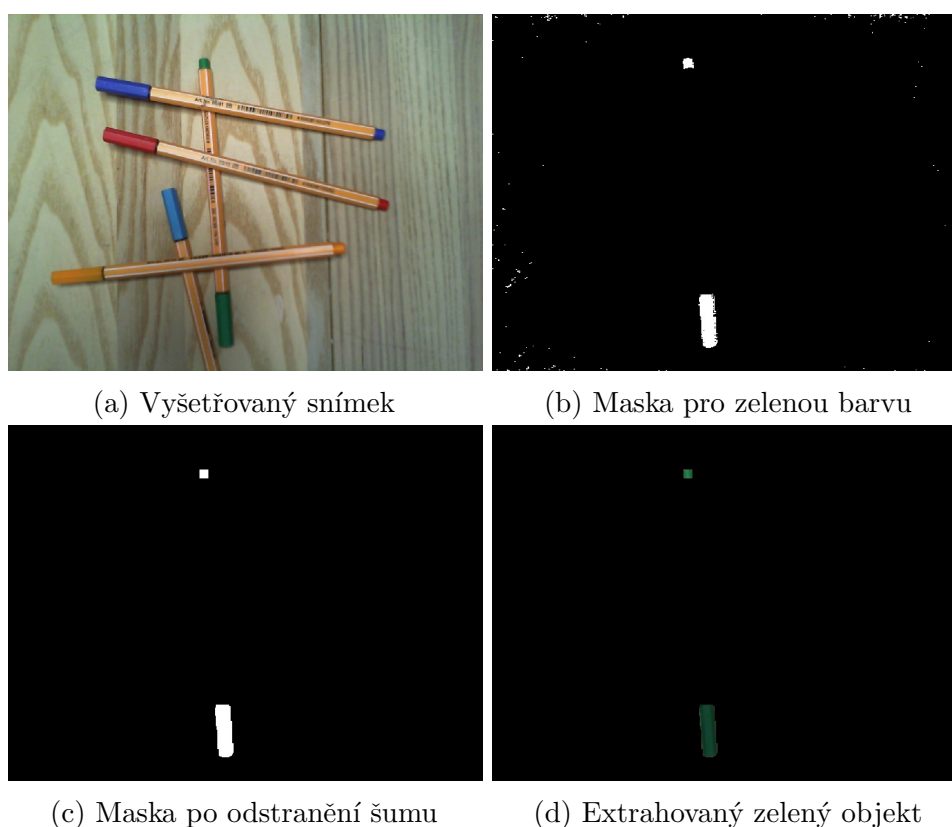 (a) Vyšetřovaný snímek
(b) Maska pro zelenou barvu
(c) Maska po odstranění šumu
(d) Extrahovaný zelený objekt